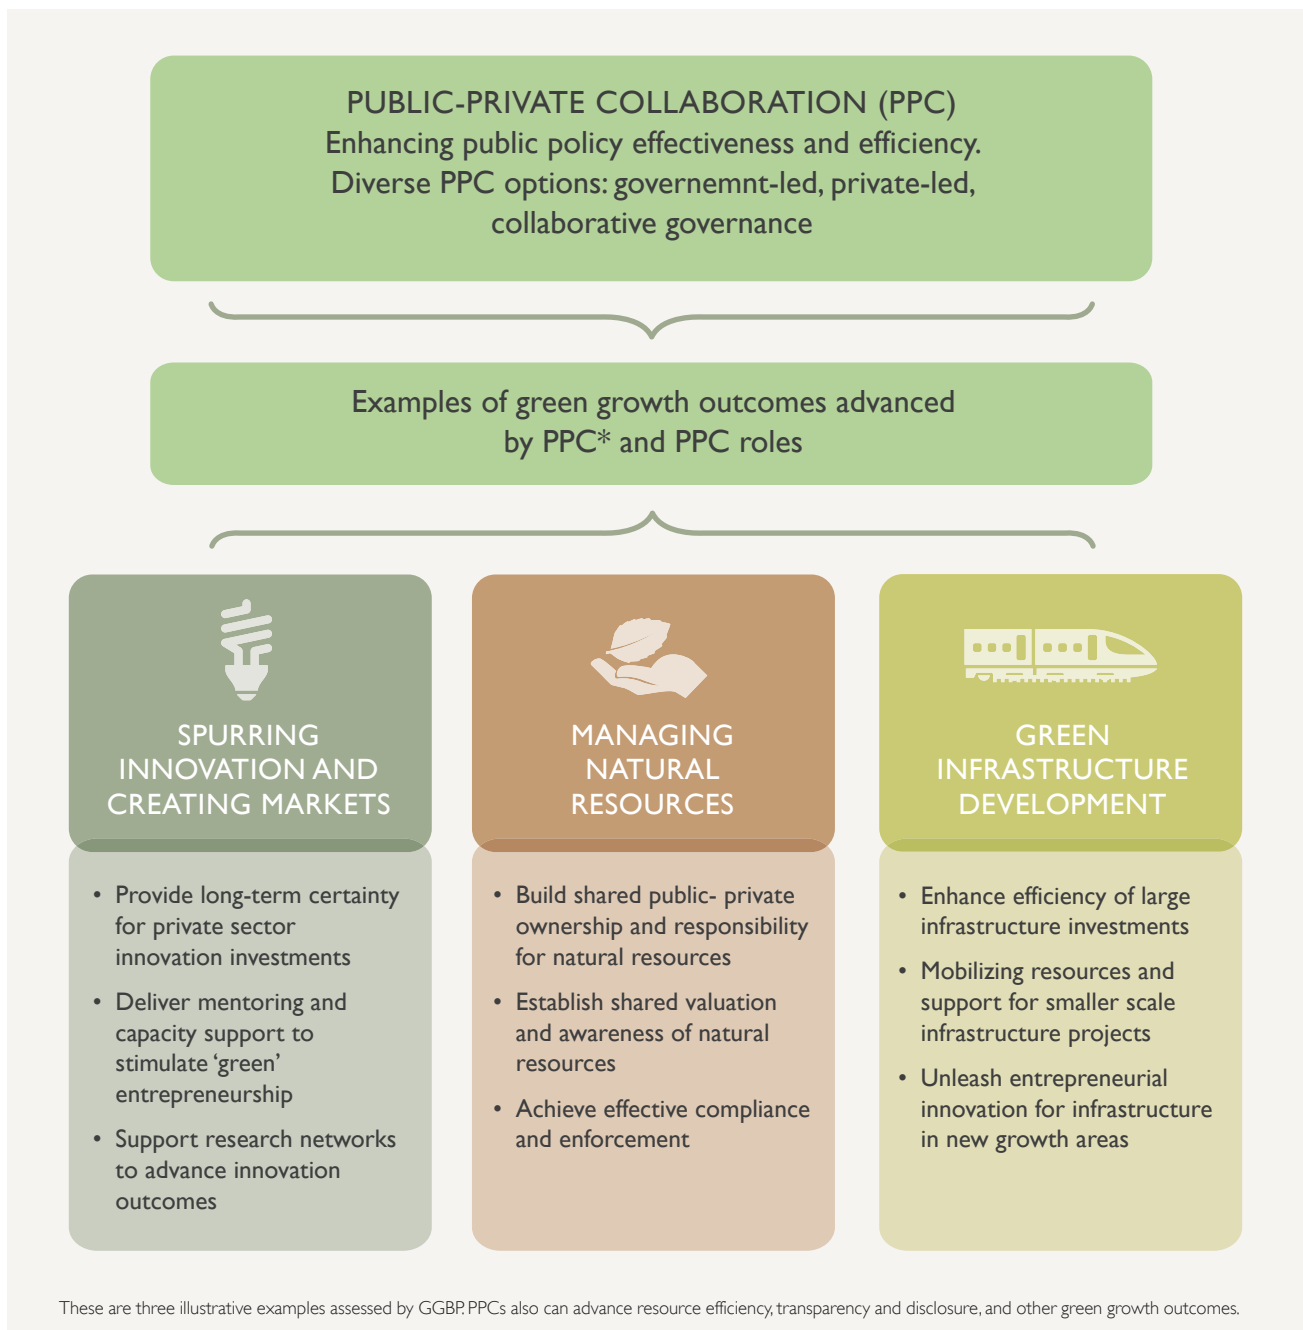 PUBLIC-PRIVATE COLLABORATION (PPC)
Enhancing public policy effectiveness and efficiency.
Diverse PPC options: governemnt-led, private-led,
collaborative governance
Examples of green growth outcomes advanced
by PPC* and PPC roles
SPURRING
INNOVATION AND
CREATING MARKETS
• Provide long-term certainty
for private sector
innovation investments
• Deliver mentoring and
capacity support to
stimulate ‘green’
entrepreneurship
• Support research networks
to advance innovation
outcomes
MANAGING
NATURAL
RESOURCES
• Build shared public- private
ownership and responsibility
for natural resources
• Establish shared valuation
and awareness of natural
resources
• Achieve effective compliance
and enforcement
GREEN
INFRASTRUCTURE
DEVELOPMENT
• Enhance efficiency of large
infrastructure investments
• Mobilizing resources and
support for smaller scale
infrastructure projects
• Unleash entrepreneurial
innovation for infrastructure
in new growth areas
These are three illustrative examples assessed by GGBP. PPCs also can advance resource efficiency, transparency and disclosure, and other green growth outcomes.